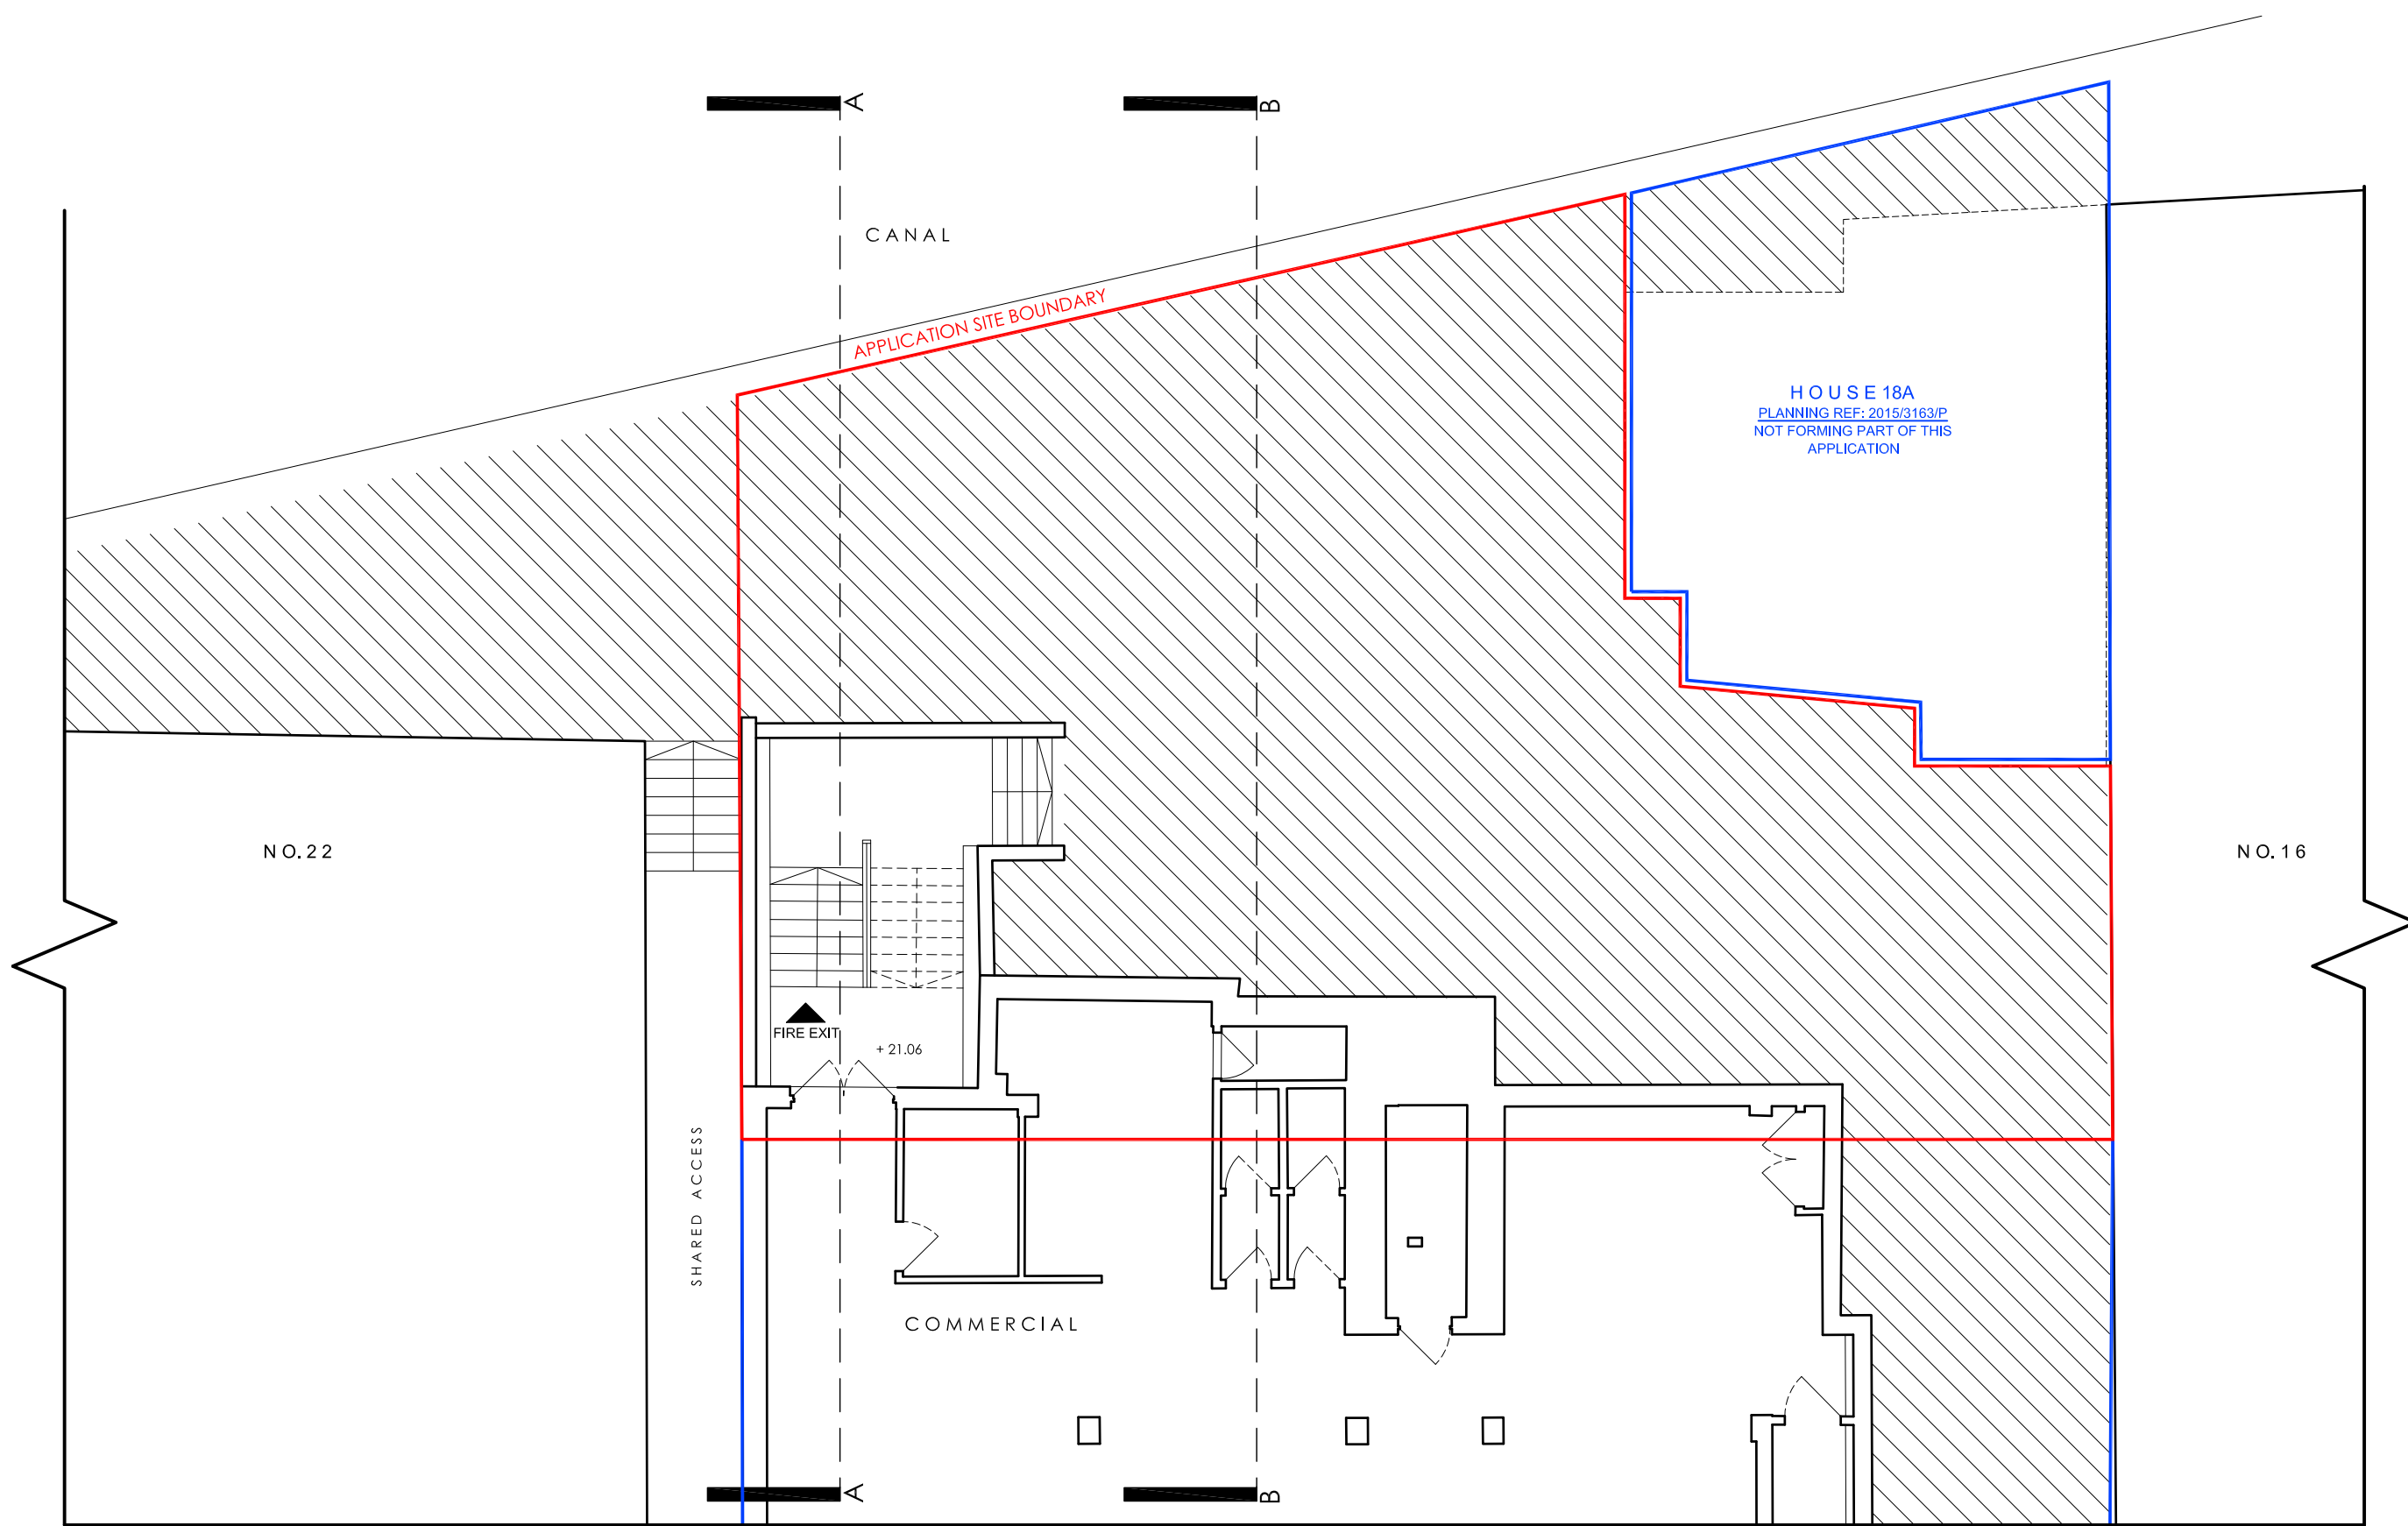 A
B
CANAL
APPLICATION SITE BOUNDARY
HOUSE 18A
PLANNING REF: 2015/3163/P
NOT FORMING PART OF THIS
APPLICATION
NO.22
NO.16
FIRE EXIT
+ 21.06
SHARED ACCESS
COMMERCIAL
A
B